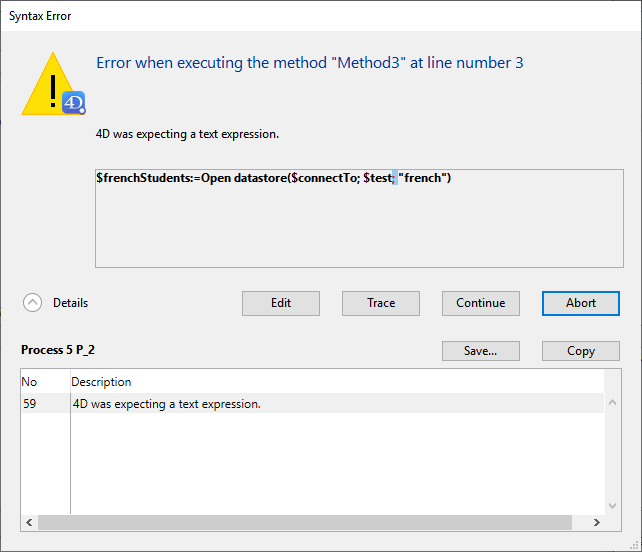 Syntax Error
Error when executing the method "Method3" at line number 3
4D
4D was expecting a text expression.
$frenchStudents:=Open datastore($connectTo; $test; "french")
Details
Edit
Trace
Continue
Abort
Process 5 P_2
Save...
Copy
No Description
59 4D was expecting a text expression.